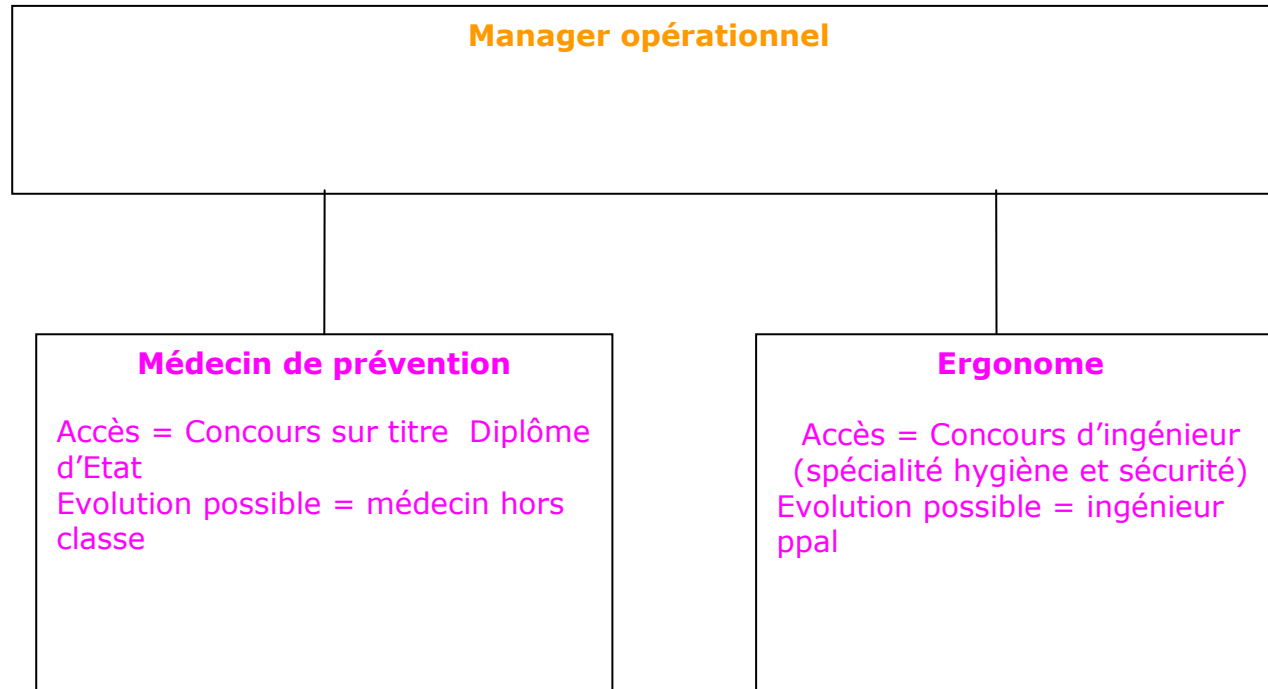 Manager opérationnel
Médecin de prévention
Accès = Concours sur titre  Diplôme
d’Etat
Evolution possible = médecin hors
classe
Ergonome
Accès = Concours d’ingénieur
(spécialité hygiène et sécurité)
Evolution possible = ingénieur
ppal